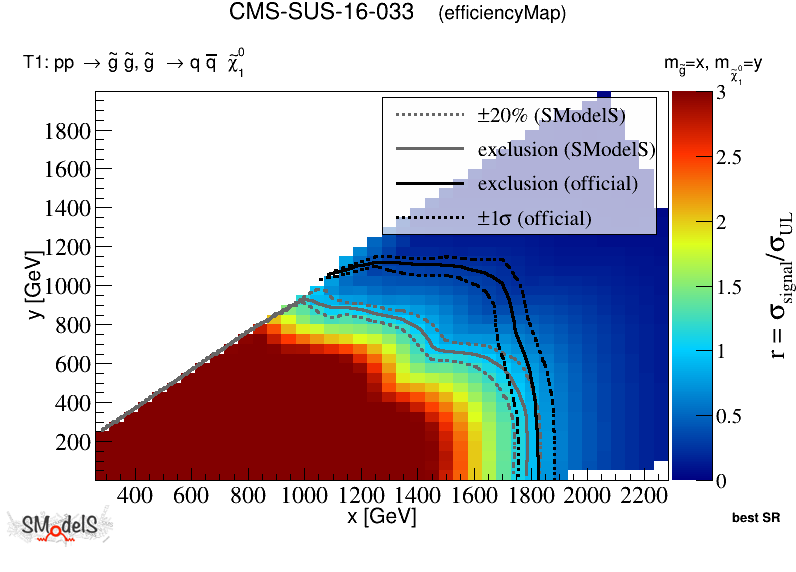 CMS-SUS-16-033 (efficiencyMap)
T1: pp → g̃ g̃, g̃ → q q̅ χ̃₁⁰
m_g̃=x, m_χ̃₁⁰=y
±20% (SModelS)
exclusion (SModelS)
exclusion (official)
±1σ (official)
1800
1600
1400
1200
1000
800
600
400
200
y [GeV]
400 600 800 1000 1200 1400 1600 1800 2000 2200
x [GeV]
3
2.5
2
1.5
1
0.5
0
r = σ_signal/σ_UL
SModelS
best SR